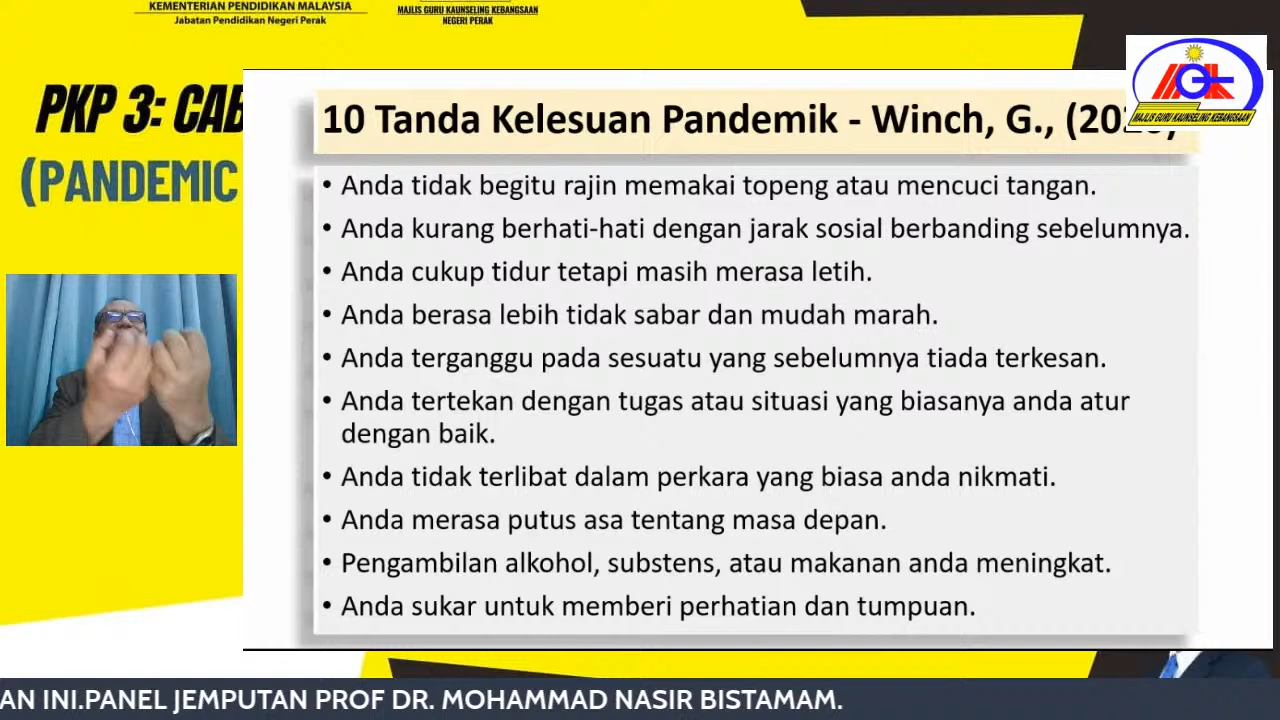 KEMENTERIAN PENDIDIKAN MALAYSIA
Jabatan Pendidikan Negeri Perak
MAJLIS GURU KAUNSELING KEBANGSAAN
NEGERI PERAK
PKP 3: CAB
(PANDEMIC
10 Tanda Kelesuan Pandemik - Winch, G.,
MAJLIS GURU KAUNSELING KEBANGSAAN
• Anda tidak begitu rajin memakai topeng atau mencuci tangan.
• Anda kurang berhati-hati dengan jarak sosial berbanding sebelumnya.
• Anda cukup tidur tetapi masih merasa letih.
• Anda berasa lebih tidak sabar dan mudah marah.
• Anda terganggu pada sesuatu yang sebelumnya tiada terkesan.
• Anda tertekan dengan tugas atau situasi yang biasanya anda atur
dengan baik.
• Anda tidak terlibat dalam perkara yang biasa anda nikmati.
• Anda merasa putus asa tentang masa depan.
• Pengambilan alkohol, substens, atau makanan anda meningkat.
• Anda sukar untuk memberi perhatian dan tumpuan.
AN INI.PANEL JEMPUTAN PROF DR. MOHAMMAD NASIR BISTAMAM.